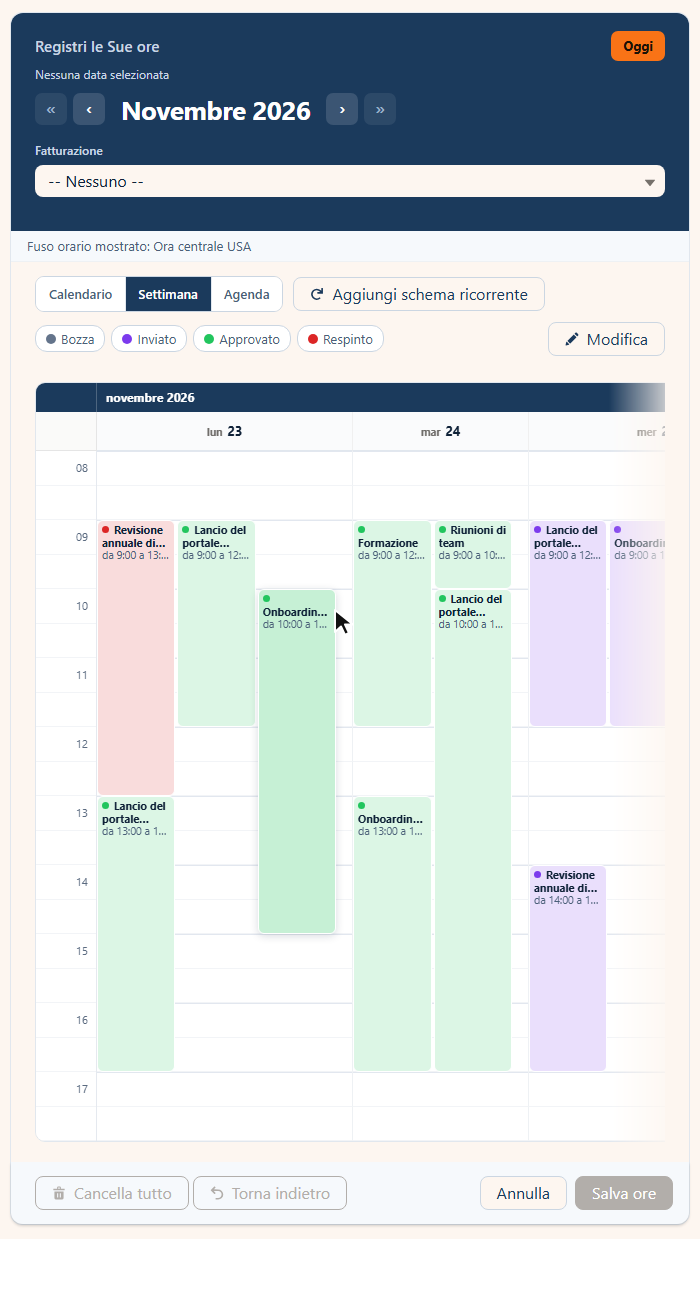 Registri le Sue ore
Oggi
Nessuna data selezionata
« ‹ Novembre 2026 › »
Fatturazione
-- Nessuno --
Fuso orario mostrato: Ora centrale USA
Calendario Settimana Agenda Aggiungi schema ricorrente
Bozza Inviato Approvato Respinto Modifica
novembre 2026
lun 23 mar 24 mer
08
09
10
11
12
13
14
15
16
17
Revisione
annuale di...
da 9:00 a 13:...
Lancio del
portale...
da 9:00 a 12:...
Onboardin...
da 10:00 a 1...
Lancio del
portale...
da 13:00 a 1...
Formazione
da 9:00 a 12:...
Riunioni di
team
da 9:00 a 10:...
Lancio del
portale...
da 10:00 a 1...
Onboardin...
da 13:00 a 1...
Lancio del
portale...
da 9:00 a 12:...
Onboardin
da 9:00 a 1
Revisione
annuale di...
da 14:00 a 1...
Cancella tutto Torna indietro Annulla Salva ore